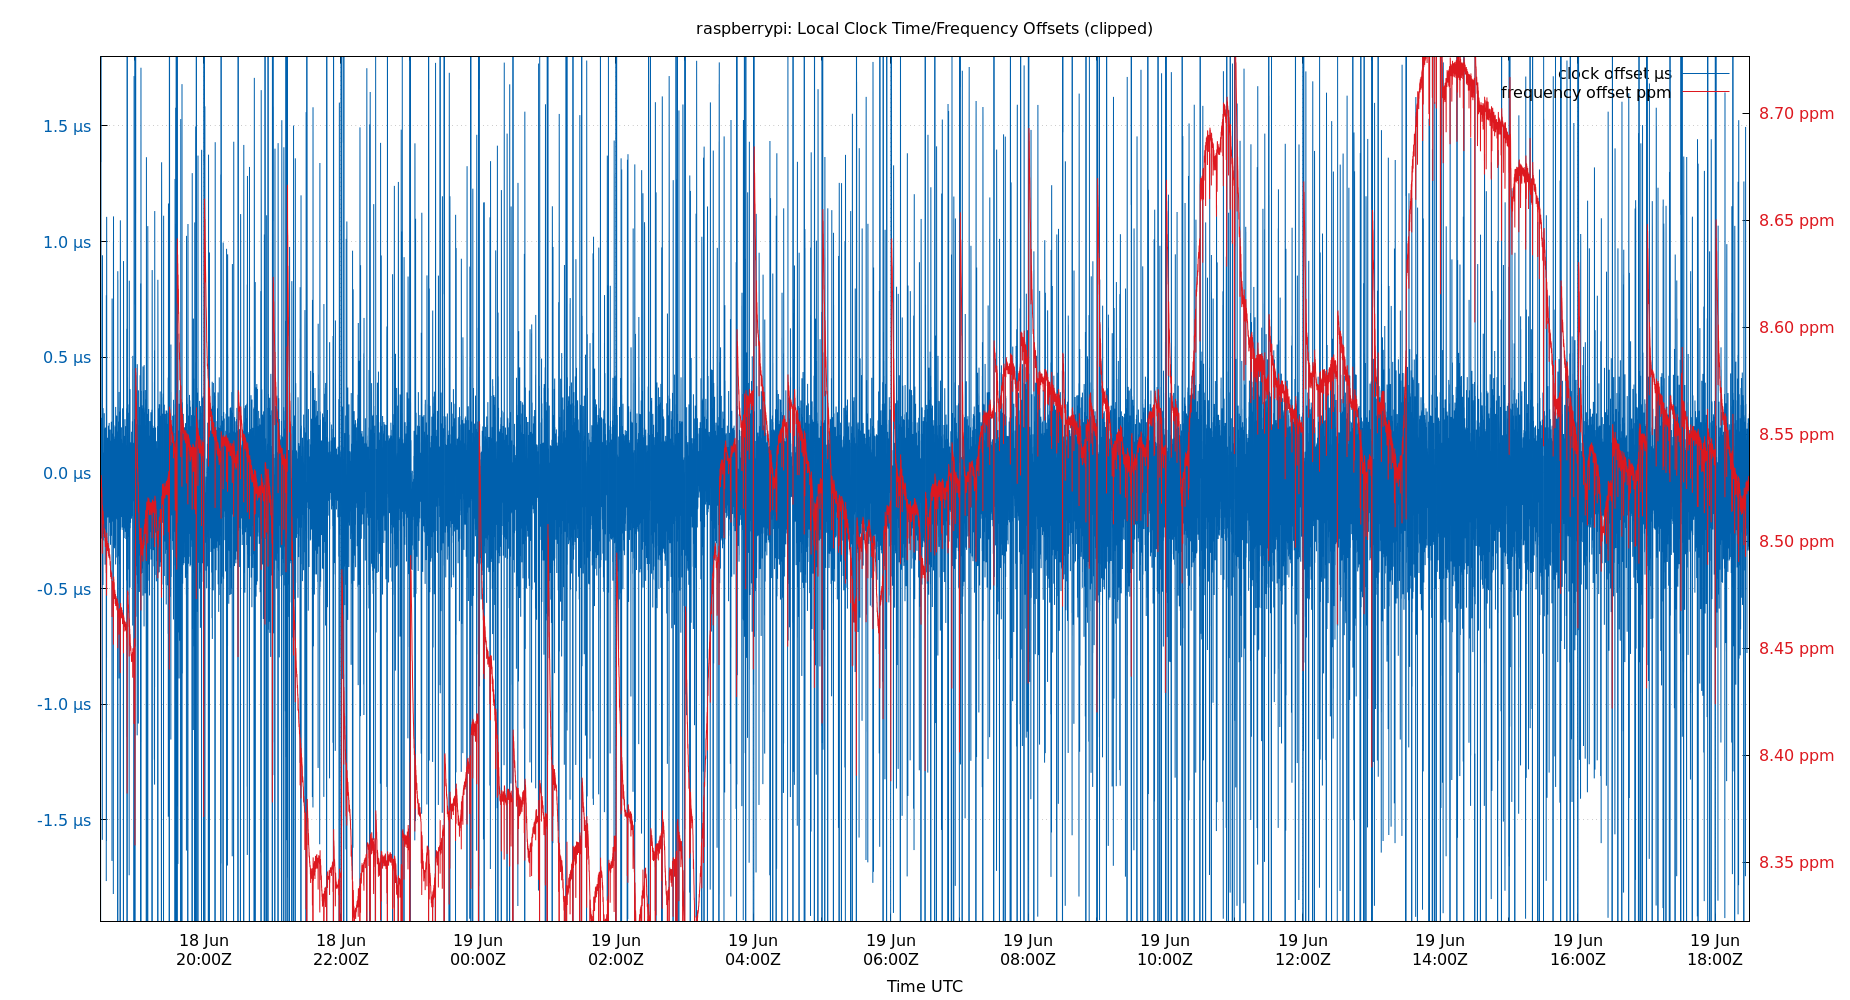 raspberrypi: Local Clock Time/Frequency Offsets (clipped)
clock offset µs
frequency offset ppm
1.5 µs
1.0 µs
0.5 µs
0.0 µs
-0.5 µs
-1.0 µs
-1.5 µs
8.70 ppm
8.65 ppm
8.60 ppm
8.55 ppm
8.50 ppm
8.45 ppm
8.40 ppm
8.35 ppm
18 Jun 18 Jun 19 Jun 19 Jun 19 Jun 19 Jun 19 Jun 19 Jun 19 Jun 19 Jun 19 Jun 19 Jun
20:00Z 22:00Z 00:00Z 02:00Z 04:00Z 06:00Z 08:00Z 10:00Z 12:00Z 14:00Z 16:00Z 18:00Z
Time UTC